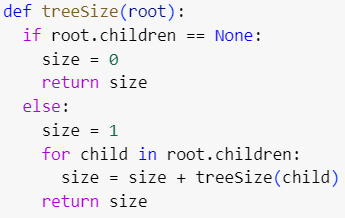 def treeSize(root):
  if root.children == None:
    size = 0
    return size
  else:
    size = 1
    for child in root.children:
      size = size + treeSize(child)
    return size